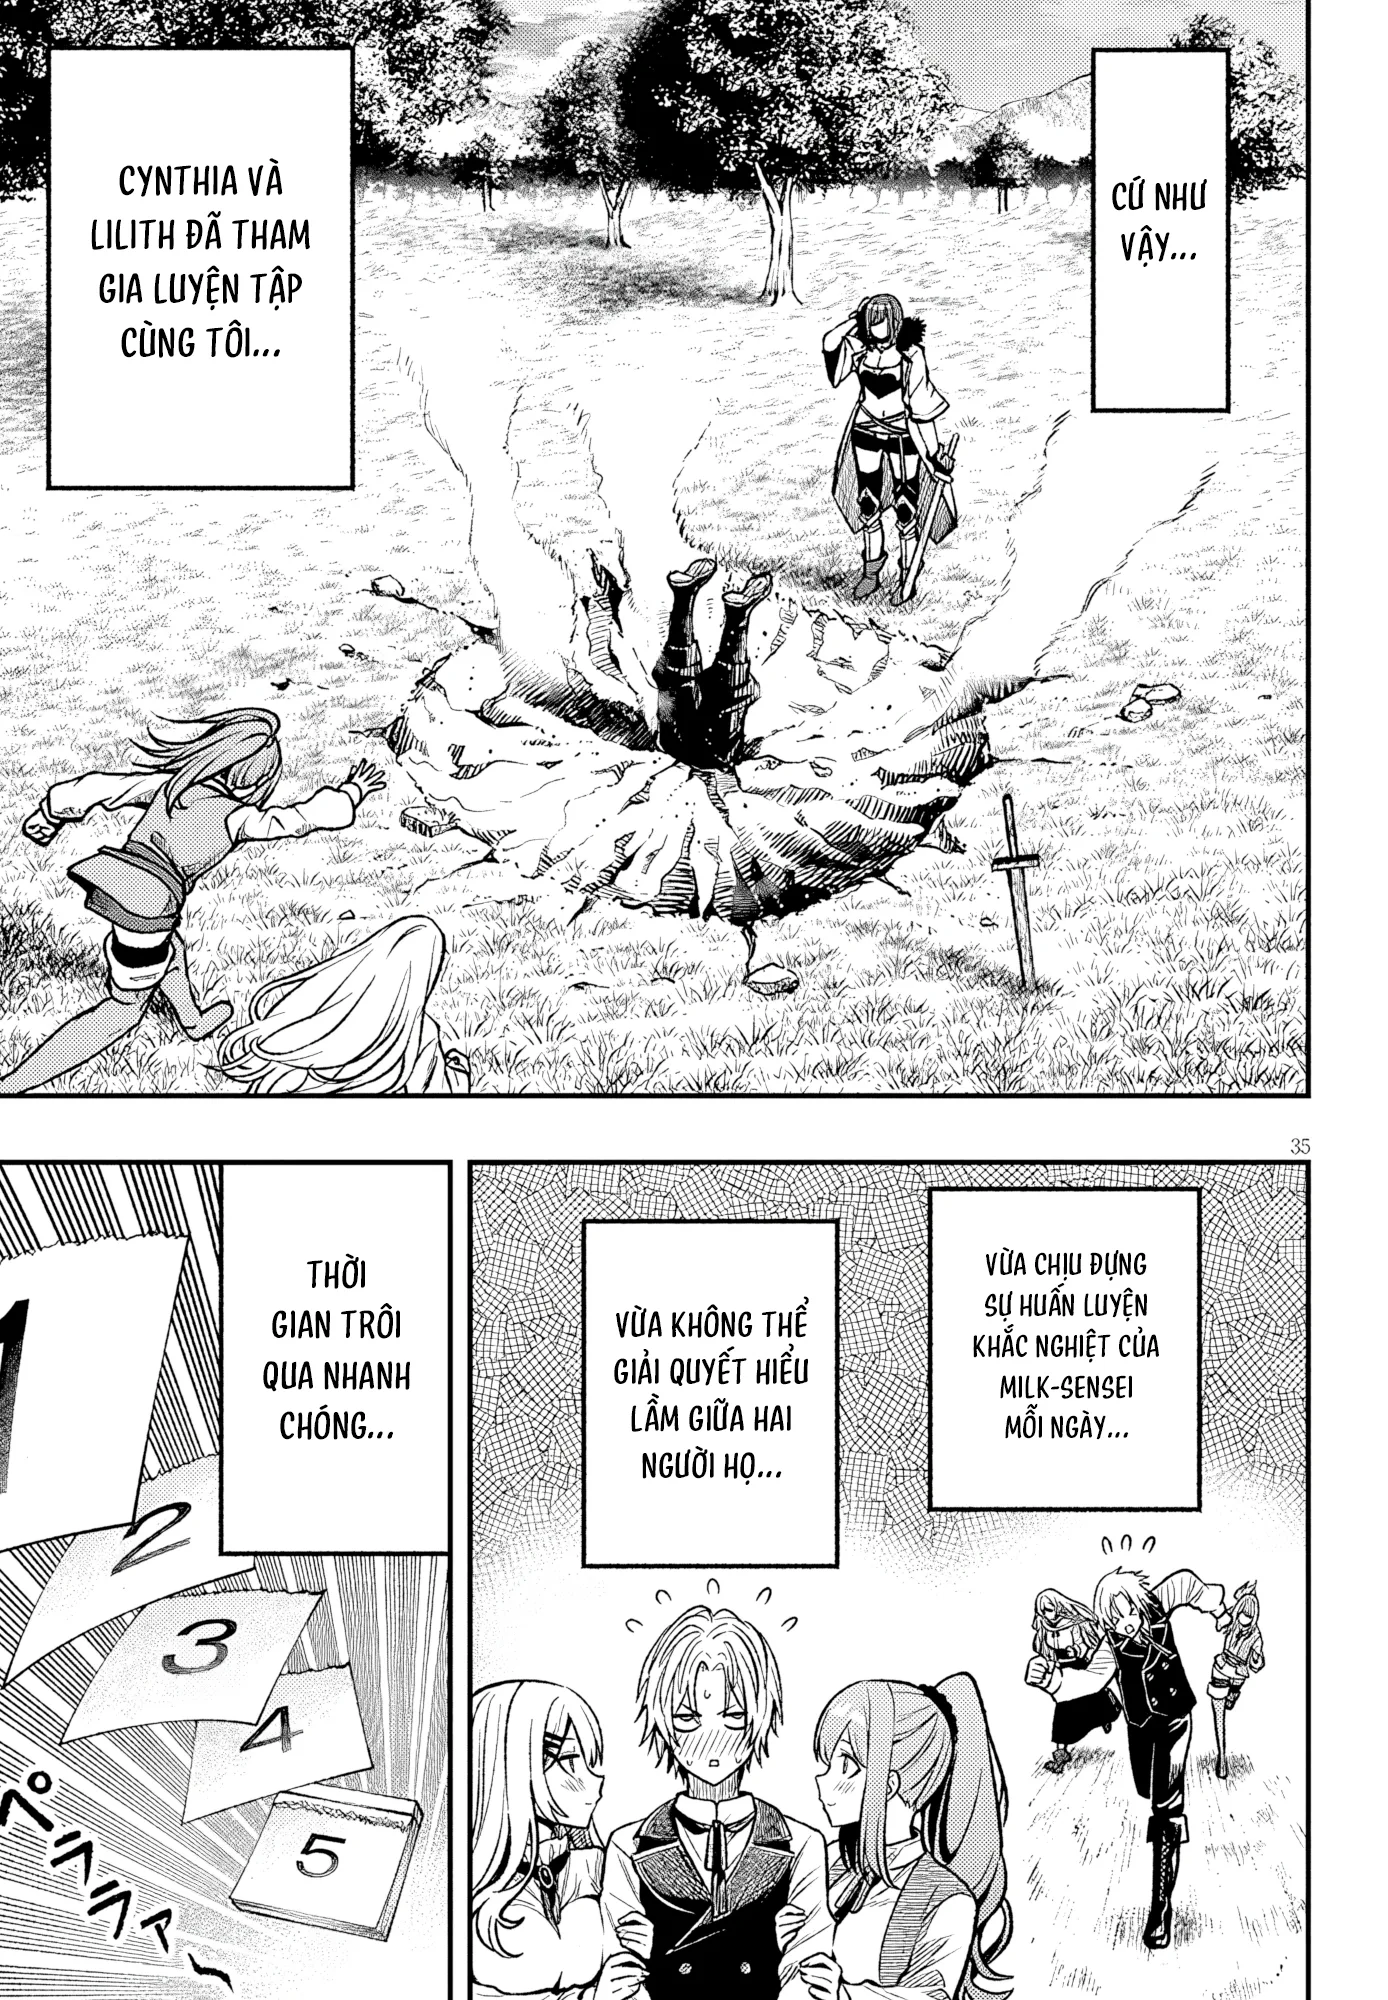 CỨ NHƯ
VẬY...
CYNTHIA VÀ
LILITH ĐÃ THAM
GIA LUYỆN TẬP
CÙNG TÔI...
35
VỪA CHỊU ĐỰNG
SỰ HUẤN LUYỆN
KHẮC NGHIỆT CỦA
MILK-SENSEI
MỖI NGÀY...
VỪA KHÔNG THỂ
GIẢI QUYẾT HIỂU
LẦM GIỮA HAI
NGƯỜI HỌ...
THỜI
GIAN TRÔI
QUA NHANH
CHÓNG...
1
2
3
4
5
ペラララァ~